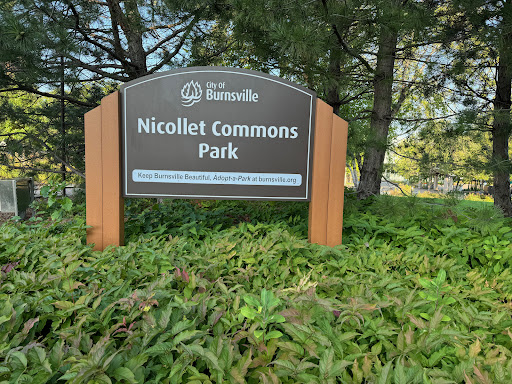 City of
Burnsville
Nicollet Commons
Park
Keep Burnsville Beautiful, Adopt-a-Park at burnsville.org